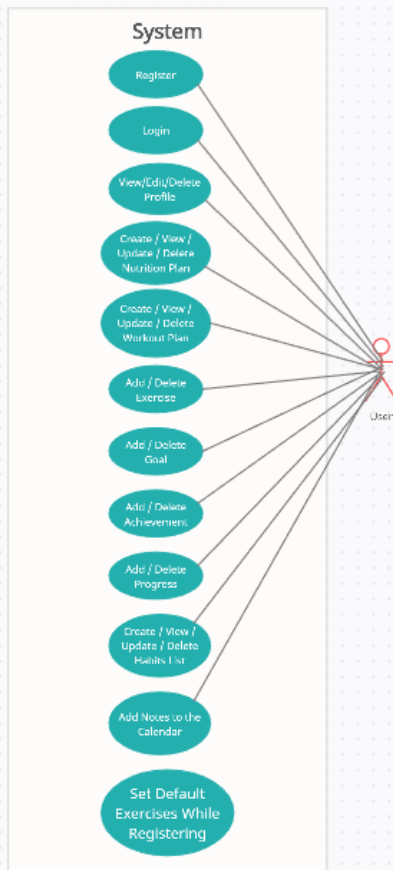 System
Register
Login
View/Edit/Delete
Profile
Create / View /
Update / Delete
Nutrition Plan
Create / View /
Update / Delete
Workout Plan
Add / Delete
Exercise
User
Add / Delete
Goal
Add / Delete
Achievement
Add / Delete
Progress
Create / View /
Update / Delete
Habits List
Add Notes to the
Calendar
Set Default
Exercises While
Registering